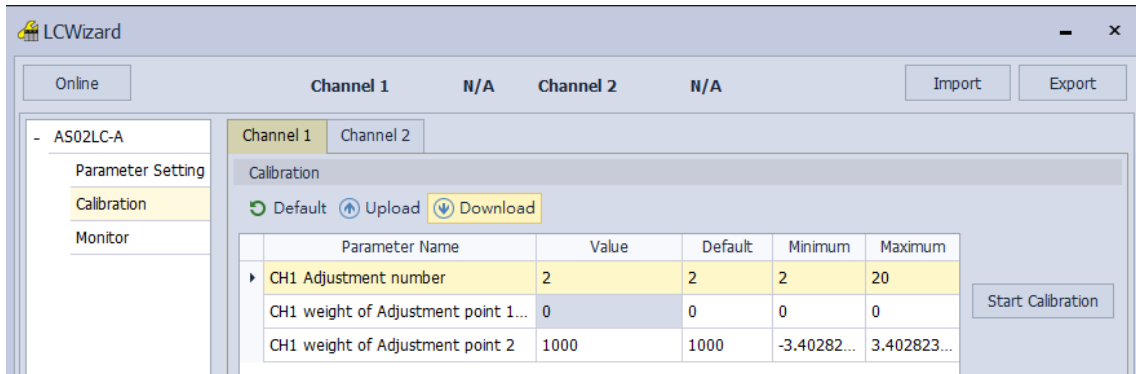 LCWizard
Online Channel 1 N/A Channel 2 N/A Import Export
- AS02LC-A
Parameter Setting
Calibration
Monitor
Channel 1 Channel 2
Calibration
Default Upload Download
Parameter Name Value Default Minimum Maximum
CH1 Adjustment number 2 2 2 20
CH1 weight of Adjustment point 1... 0 0 0 0
CH1 weight of Adjustment point 2 1000 1000 -3.40282... 3.402823...
Start Calibration